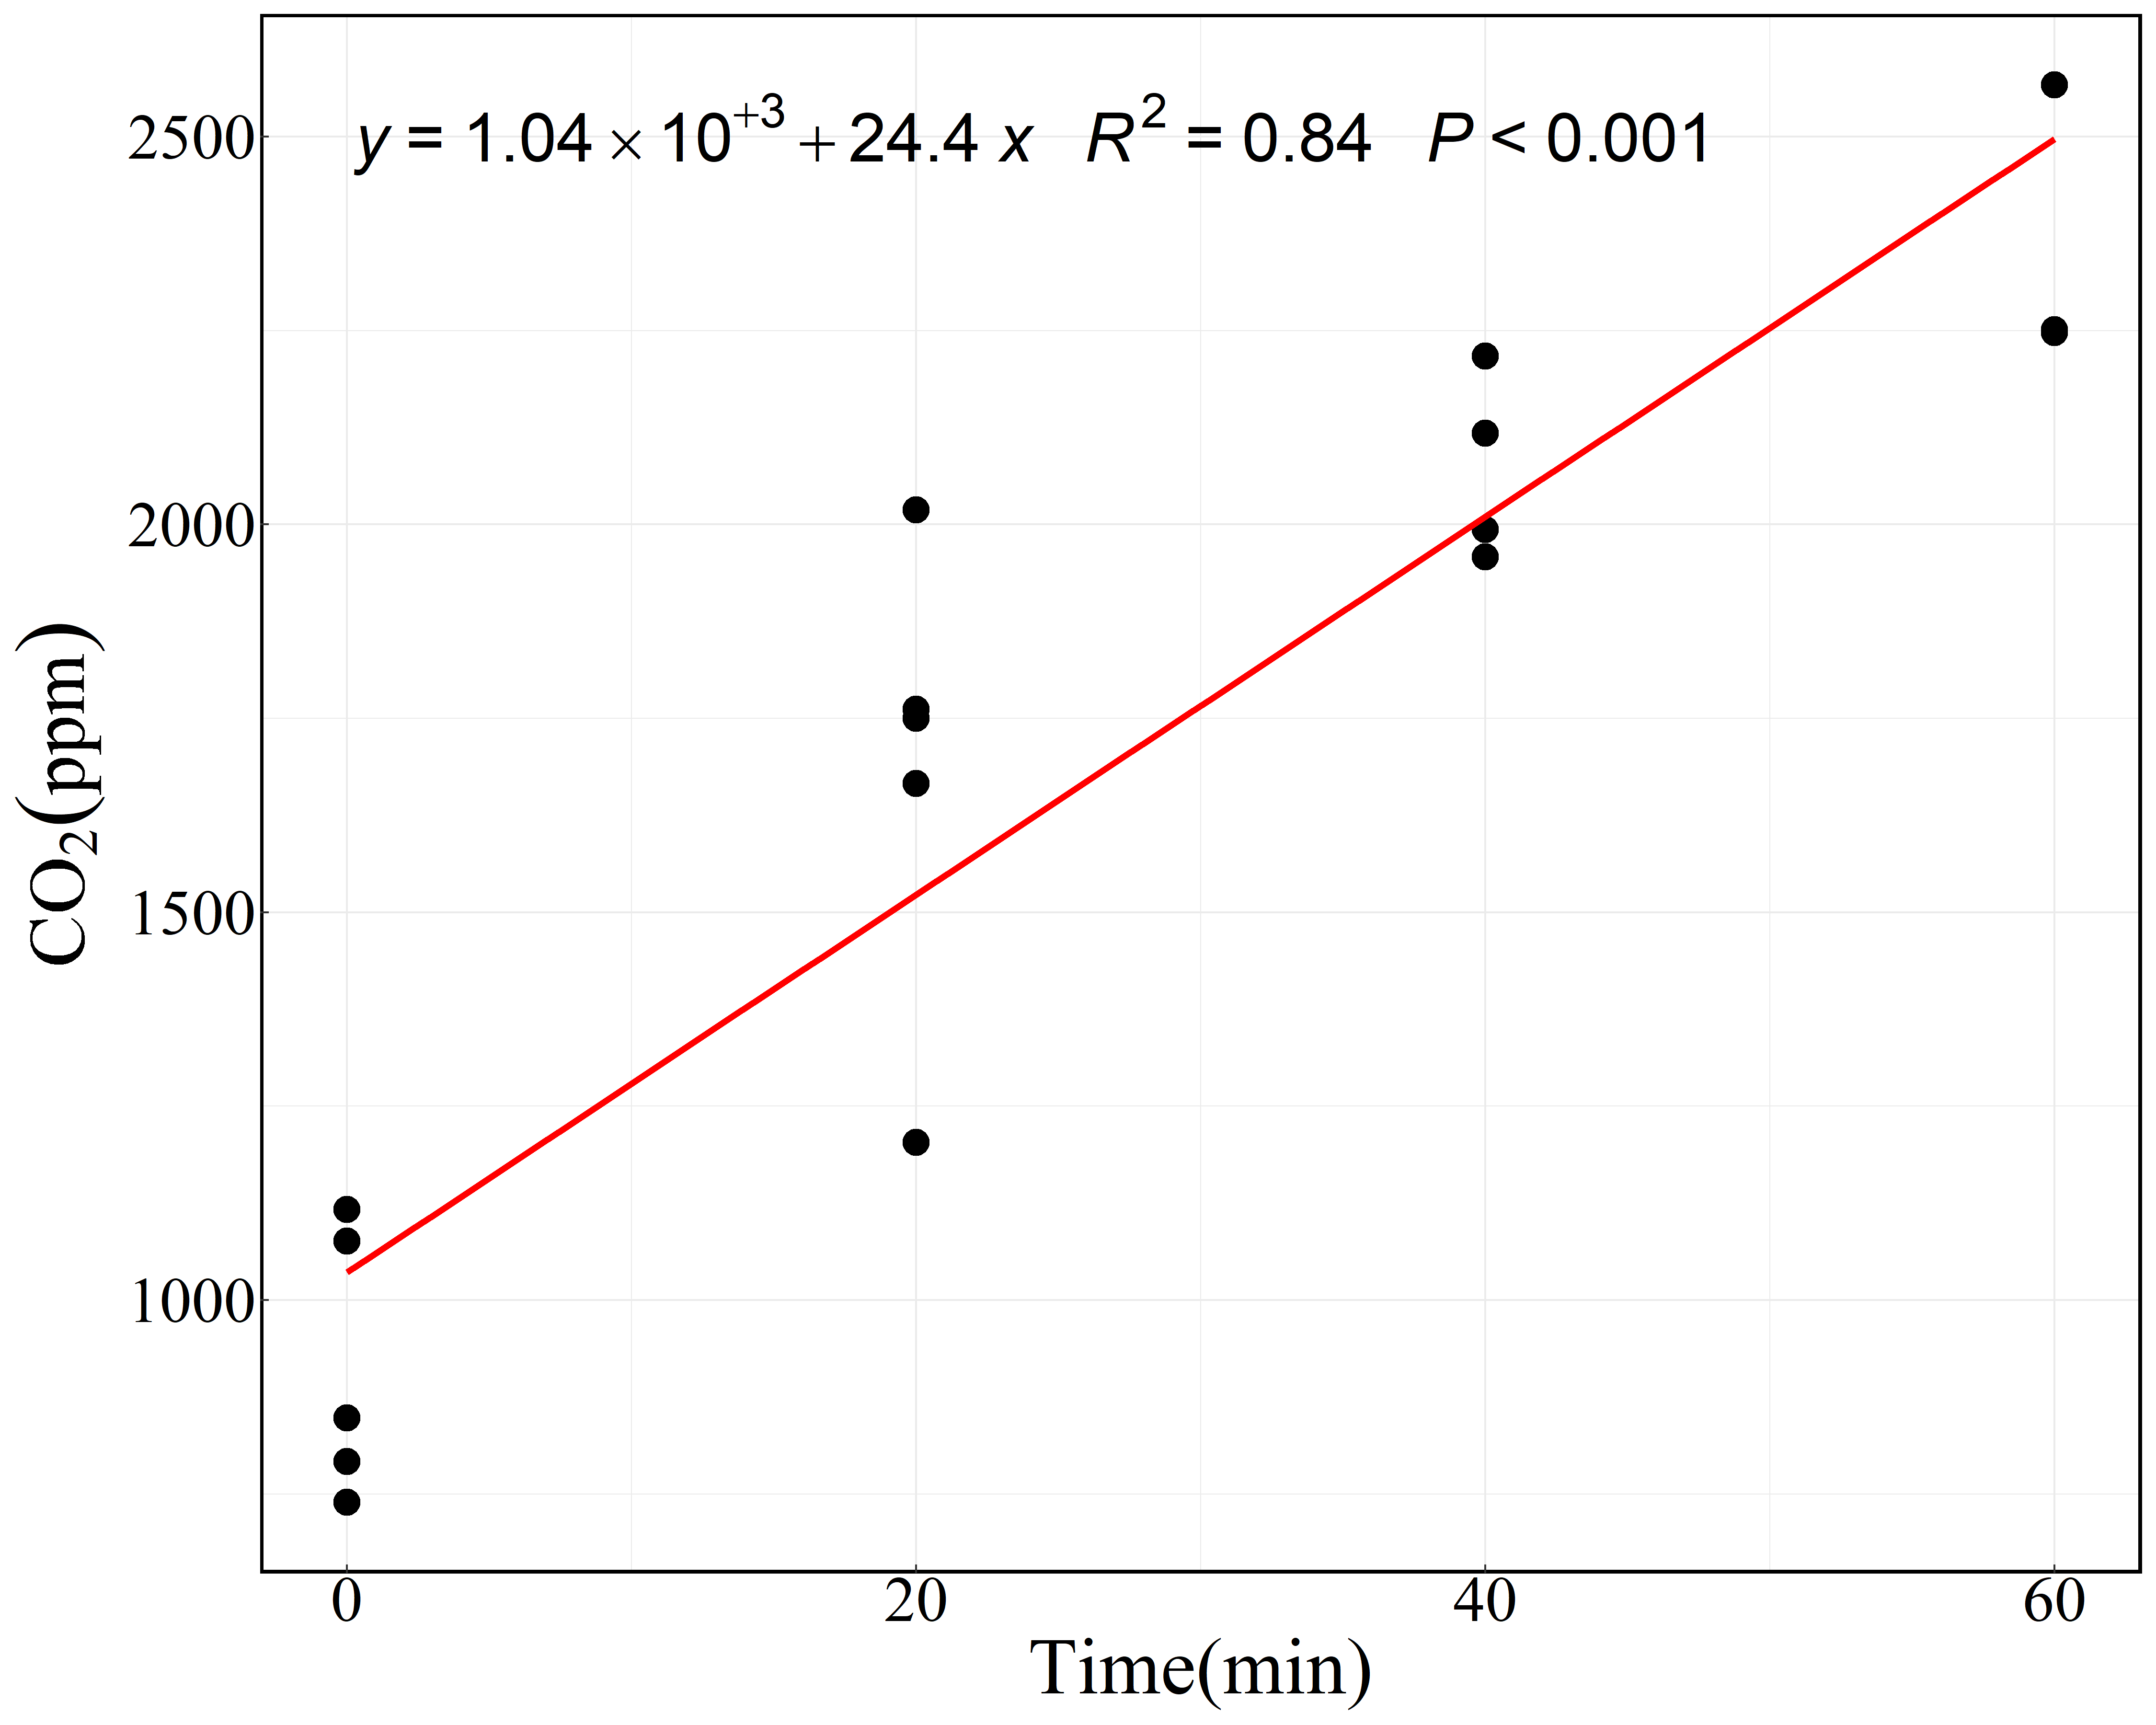 y = 1.04 × 10⁺³ + 24.4 x R² = 0.84 P < 0.001
2500
2000
1500
1000
CO₂(ppm)
0 20 40 60
Time(min)